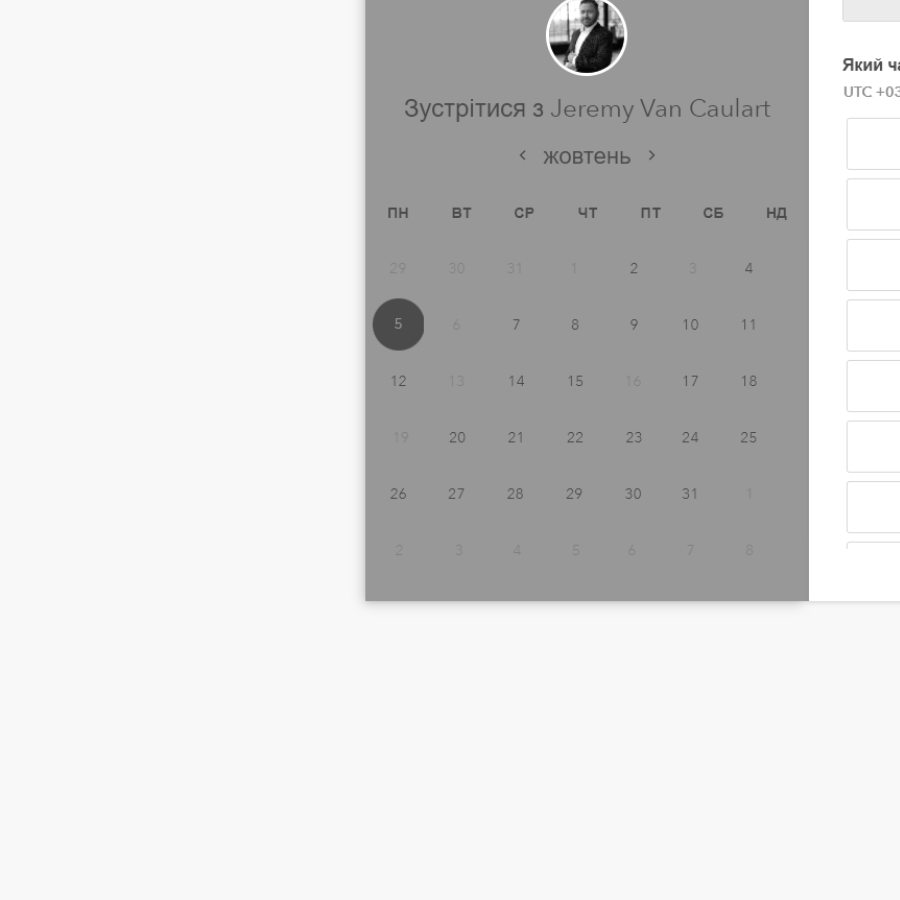 Зустрітися з Jeremy Van Caulart
жовтень
ПН ВТ СР ЧТ ПТ СБ НД
29 30 31 1 2 3 4
5 6 7 8 9 10 11
12 13 14 15 16 17 18
19 20 21 22 23 24 25
26 27 28 29 30 31 1
2 3 4 5 6 7 8
Який
UTC +03